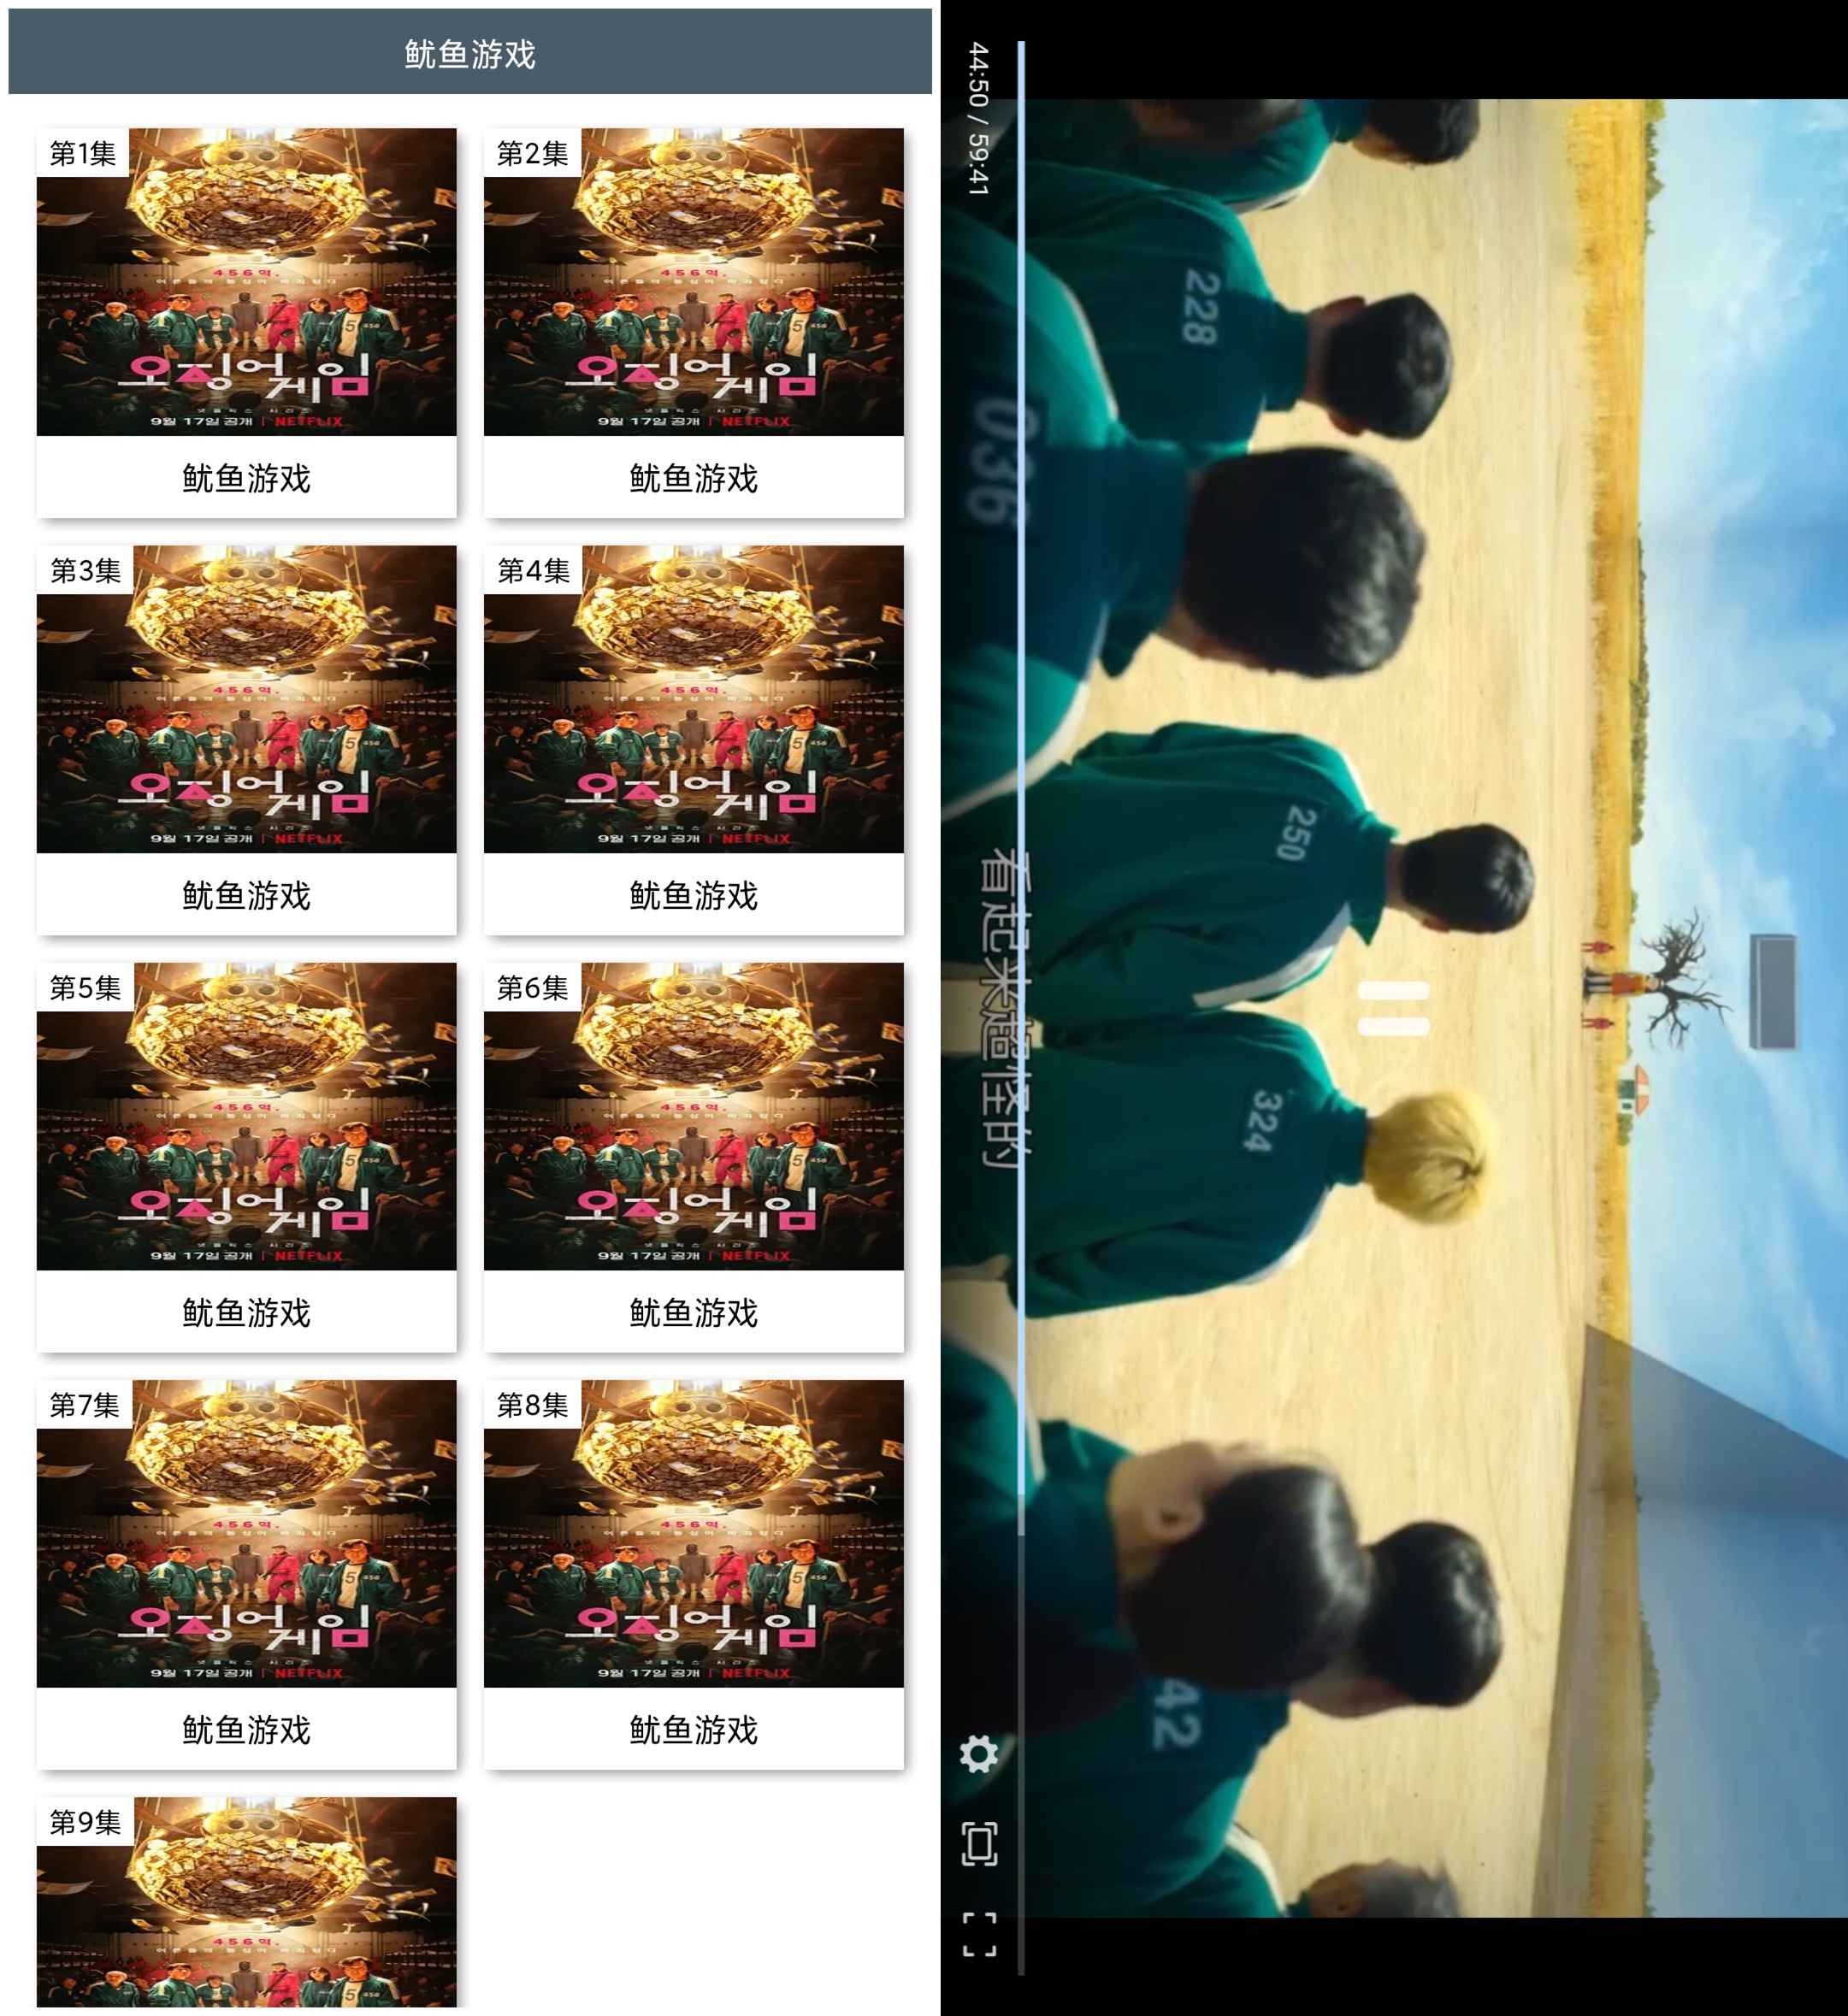 鱿鱼游戏
第1集
456억.
오징어
게임
9월 17일 공개 | NETFLIX
鱿鱼游戏
第2集
456억.
오징어
게임
9월 17일 공개 | NETFLIX
鱿鱼游戏
第3集
456억.
오징어
게임
9월 17일 공개 | NETFLIX
鱿鱼游戏
第4集
456억.
오징어
게임
9월 17일 공개 | NETFLIX
鱿鱼游戏
第5集
456억.
오징어
게임
9월 17일 공개 | NETFLIX
鱿鱼游戏
第6集
456억.
오징어
게임
9월 17일 공개 | NETFLIX
鱿鱼游戏
第7集
456억.
오징어
게임
9월 17일 공개 | NETFLIX
鱿鱼游戏
第8集
456억.
오징어
게임
9월 17일 공개 | NETFLIX
鱿鱼游戏
第9集
456억.
228
036
250
324
42
看起来超怪的
44:50 / 59:41